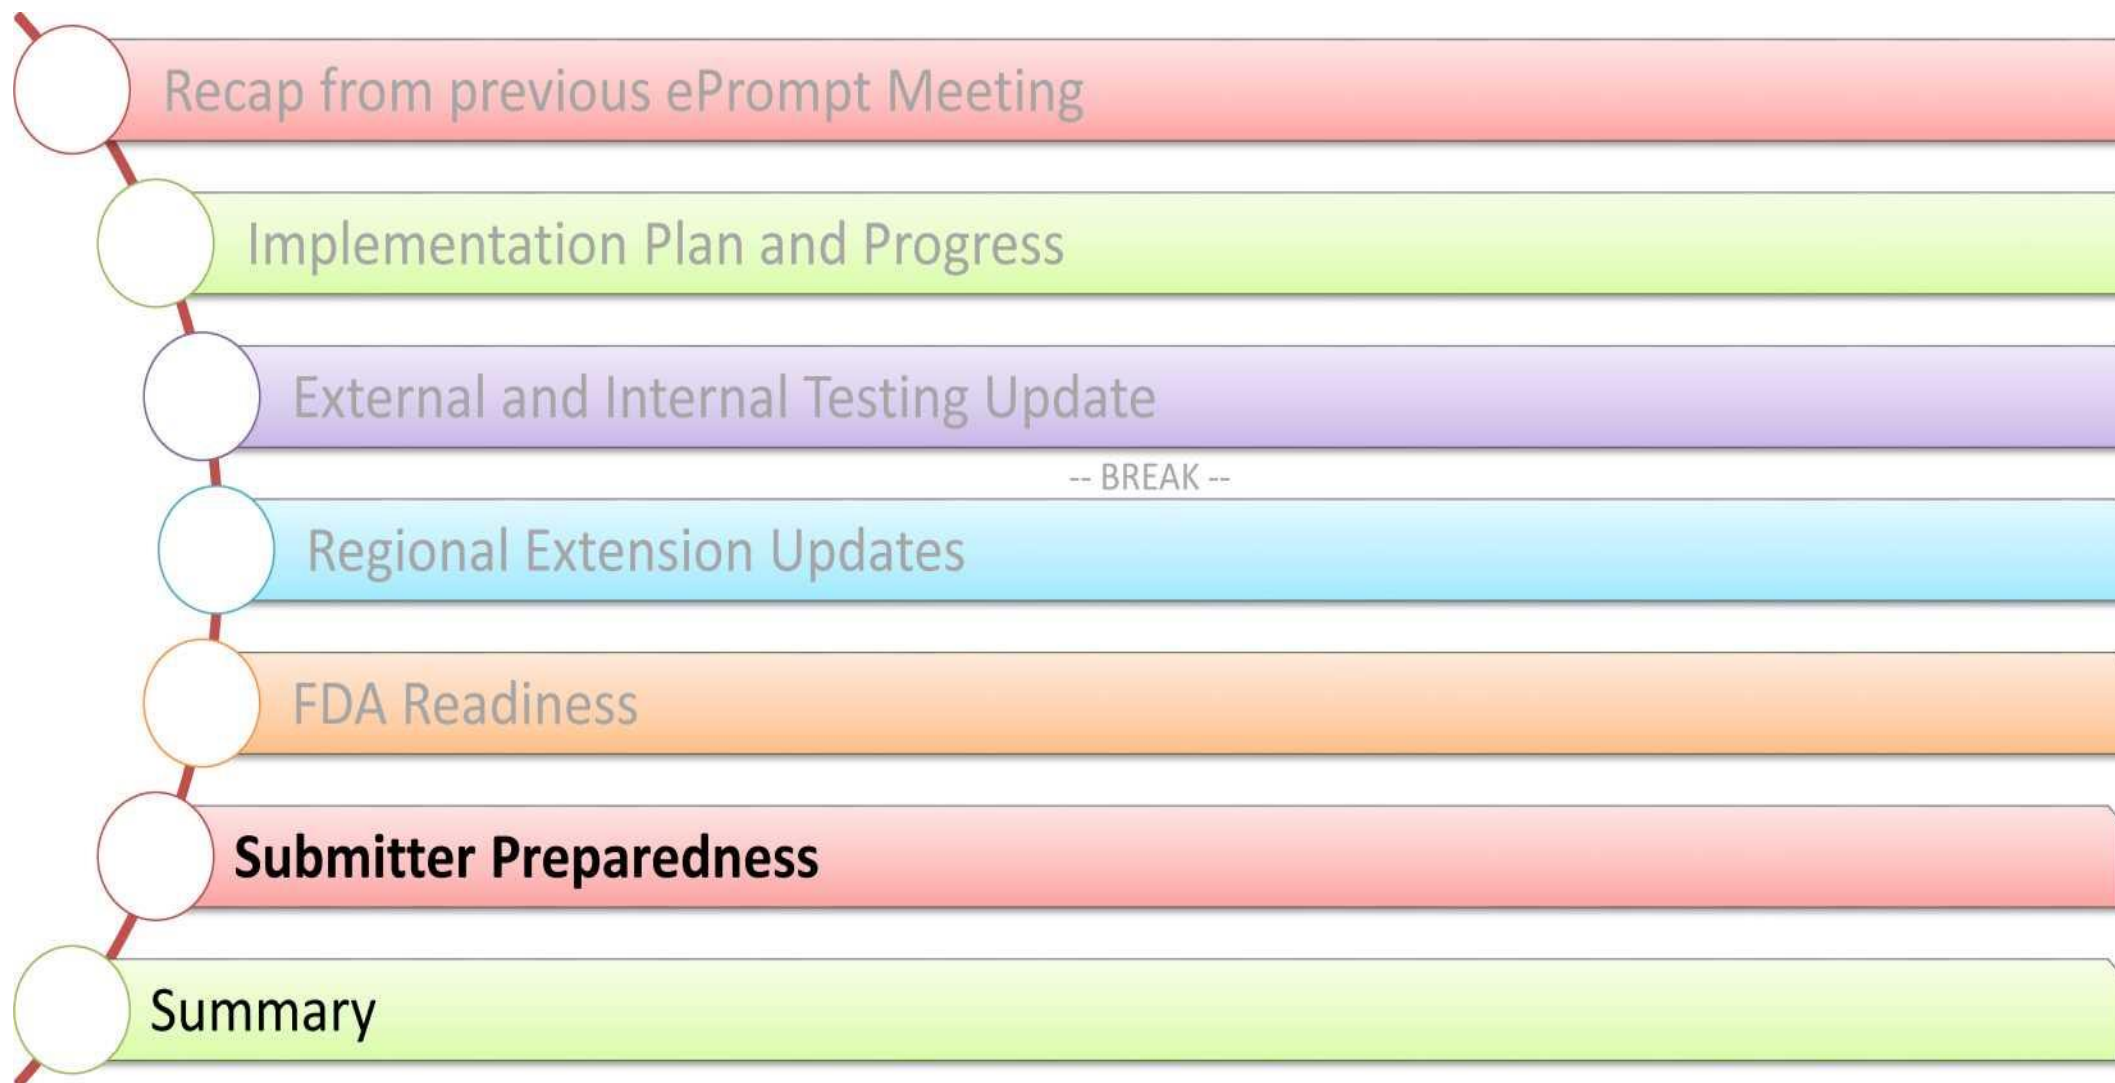 Recap from previous ePrompt Meeting
Implementation Plan and Progress
External and Internal Testing Update
-- BREAK --
Regional Extension Updates
FDA Readiness
Submitter Preparedness
Summary